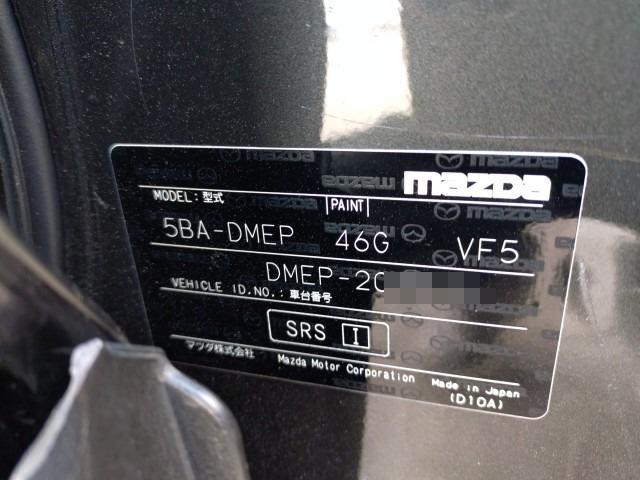 mazda
MODEL: 型式 PAINT
5BA-DMEP 46G VF5
DMEP-20
VEHICLE ID.NO.: 車台番号
SRS I
マツダ株式会社 Mazda Motor Corporation Made in Japan
(D10A)